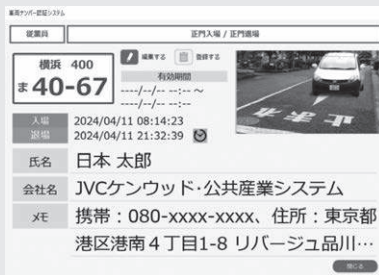 車両ナンバー認証システム
従業員
正門入場 / 正門退場
横浜 400
ま 40-67
編集する
登録する
有効期間
----/--/-- --:-- ～
----/--/-- --:--
入場 2024/04/11 08:14:23
退場 2024/04/11 21:32:39
氏名 日本 太郎
会社名 JVCケンウッド･公共産業システム
メモ 携帯：080-xxxx-xxxx、住所：東京都
港区港南４丁目1-8 リバージュ品川…
止まれ
閉じる